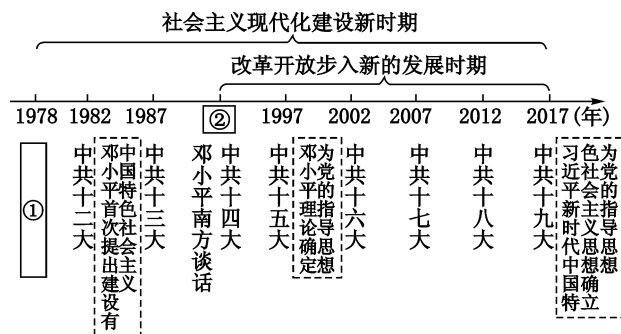 社会主义现代化建设新时期
改革开放步入新的发展时期
1978 1982 1987 ② 1997 2002 2007 2012 2017 (年)
①
中共十二大
邓小平首次提出建设有
中国特色社会主义
中共十三大
邓小平南方谈话
中共十四大
中共十五大
邓小平理论确定
为党的指导思想
中共十六大
中共十七大
中共十八大
中共十九大
习近平新时代中国特
色社会主义思想确立
为党的指导思想